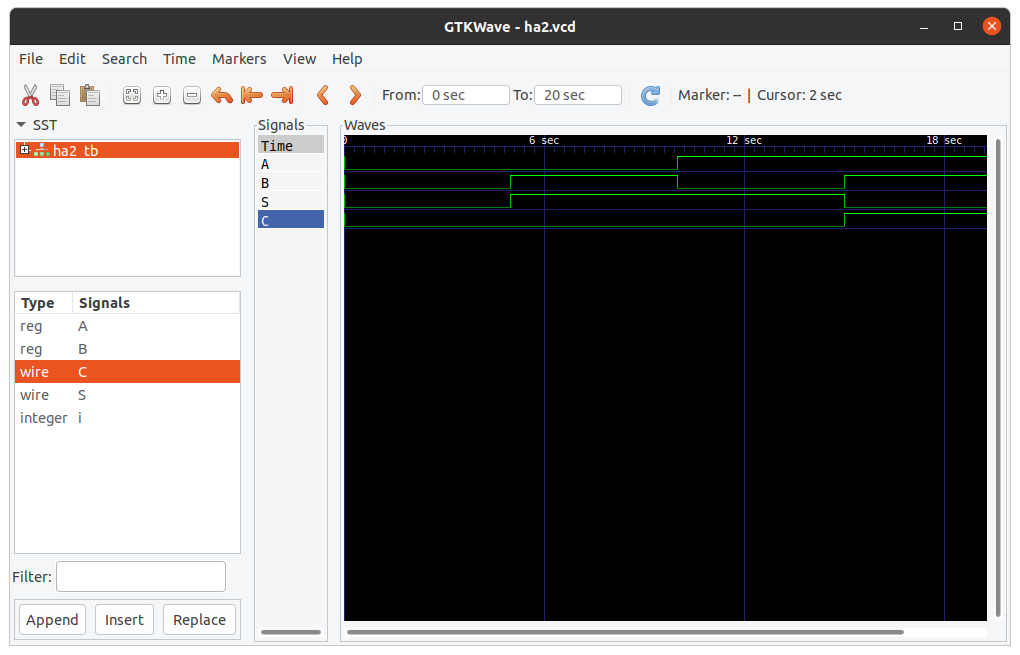 GTKWave - ha2.vcd
File Edit Search Time Markers View Help
From: 0 sec To: 20 sec Marker: -- | Cursor: 2 sec
SST
ha2_tb
Type Signals
reg A
reg B
wire C
wire S
integer i
Filter:
Append Insert Replace
Signals
Time
A
B
S
C
Waves
0 6 sec 12 sec 18 sec